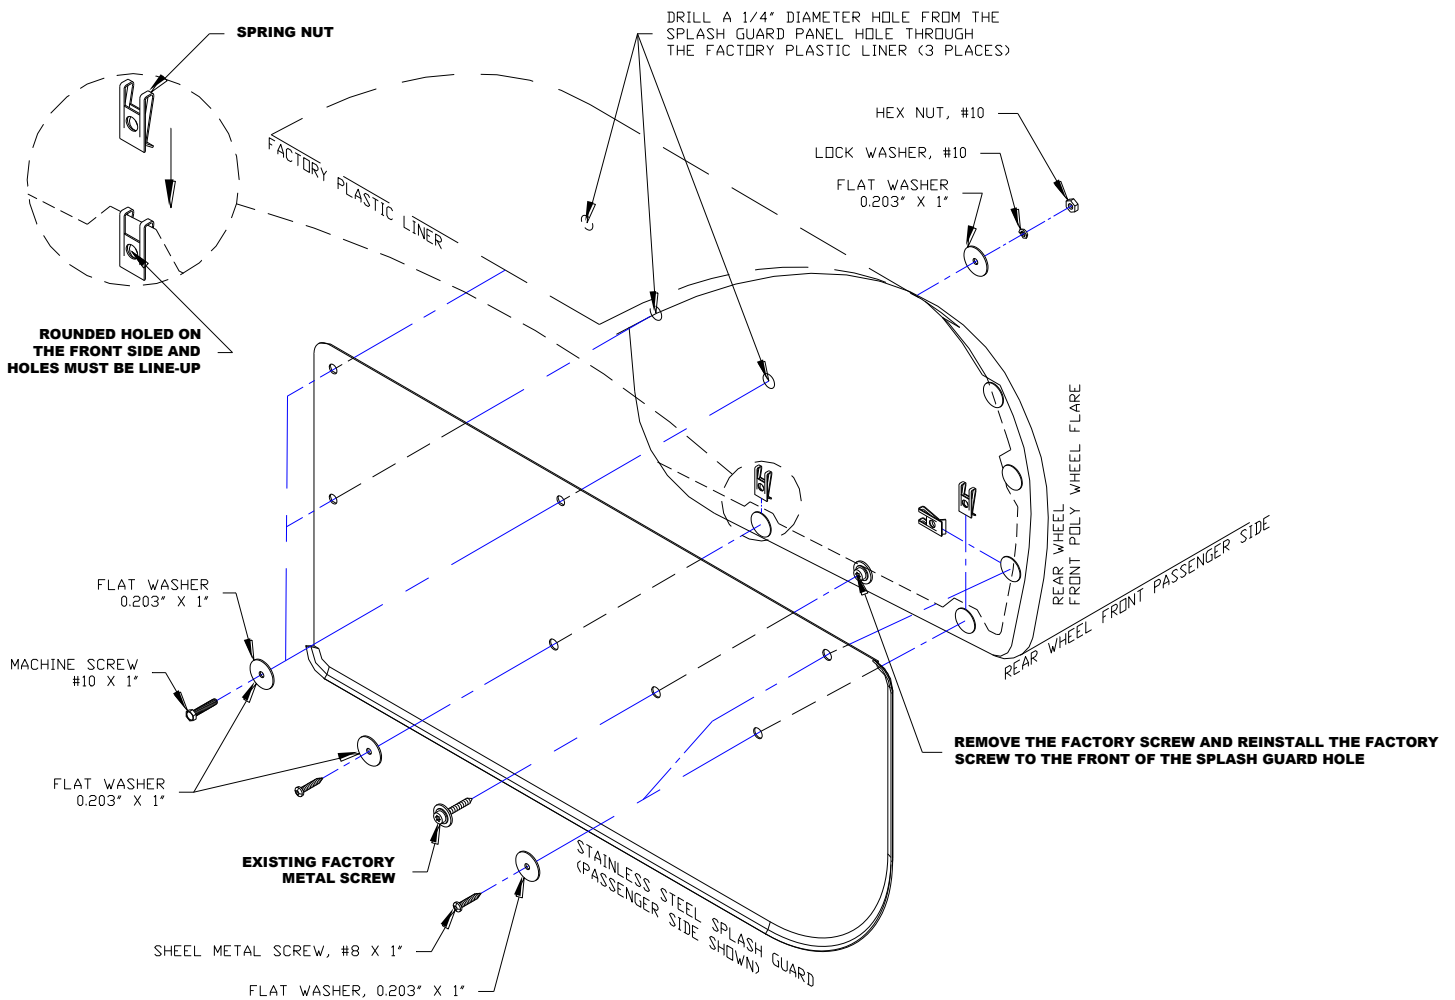 SPRING NUT
DRILL A 1/4" DIAMETER HOLE FROM THE
SPLASH GUARD PANEL HOLE THROUGH
THE FACTORY PLASTIC LINER (3 PLACES)
HEX NUT, #10
LOCK WASHER, #10
FLAT WASHER
0.203" X 1"
FACTORY PLASTIC LINER
ROUNDED HOLED ON
THE FRONT SIDE AND
HOLES MUST BE LINE-UP
REAR WHEEL
FRONT POLY WHEEL FLARE
REAR WHEEL FRONT PASSENGER SIDE
FLAT WASHER
0.203" X 1"
MACHINE SCREW
#10 X 1"
FLAT WASHER
0.203" X 1"
REMOVE THE FACTORY SCREW AND REINSTALL THE FACTORY
SCREW TO THE FRONT OF THE SPLASH GUARD HOLE
EXISTING FACTORY
METAL SCREW
STAINLESS STEEL SPLASH GUARD
(PASSENGER SIDE SHOWN)
SHEEL METAL SCREW, #8 X 1"
FLAT WASHER, 0.203" X 1"